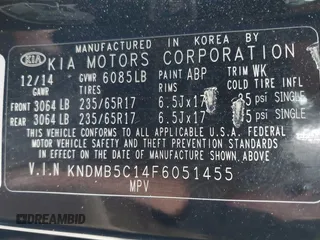 MANUFACTURED IN KOREA BY
KIA KIA MOTORS CORPORATION
12/14 GVWR 6085LB PAINT ABP TRIM WK
GAWR TIRES RIMS COLD TIRE INFL
FRONT 3064 LB 235/65R17 6.5Jx17 35 psi SINGLE
REAR 3064 LB 235/65R17 6.5Jx17 psi SINGLE
THIS VEHICLE CONFORMS TO ALL APPLICABLE FEDERAL
MOTOR VEHICLE SAFETY STANDARDS IN EFFECT ON
THE DATE OF MANUFACTURE SHOWN ABOVE.
V.I.N KNDMB5C14F6051455
MPV
DREAMBID